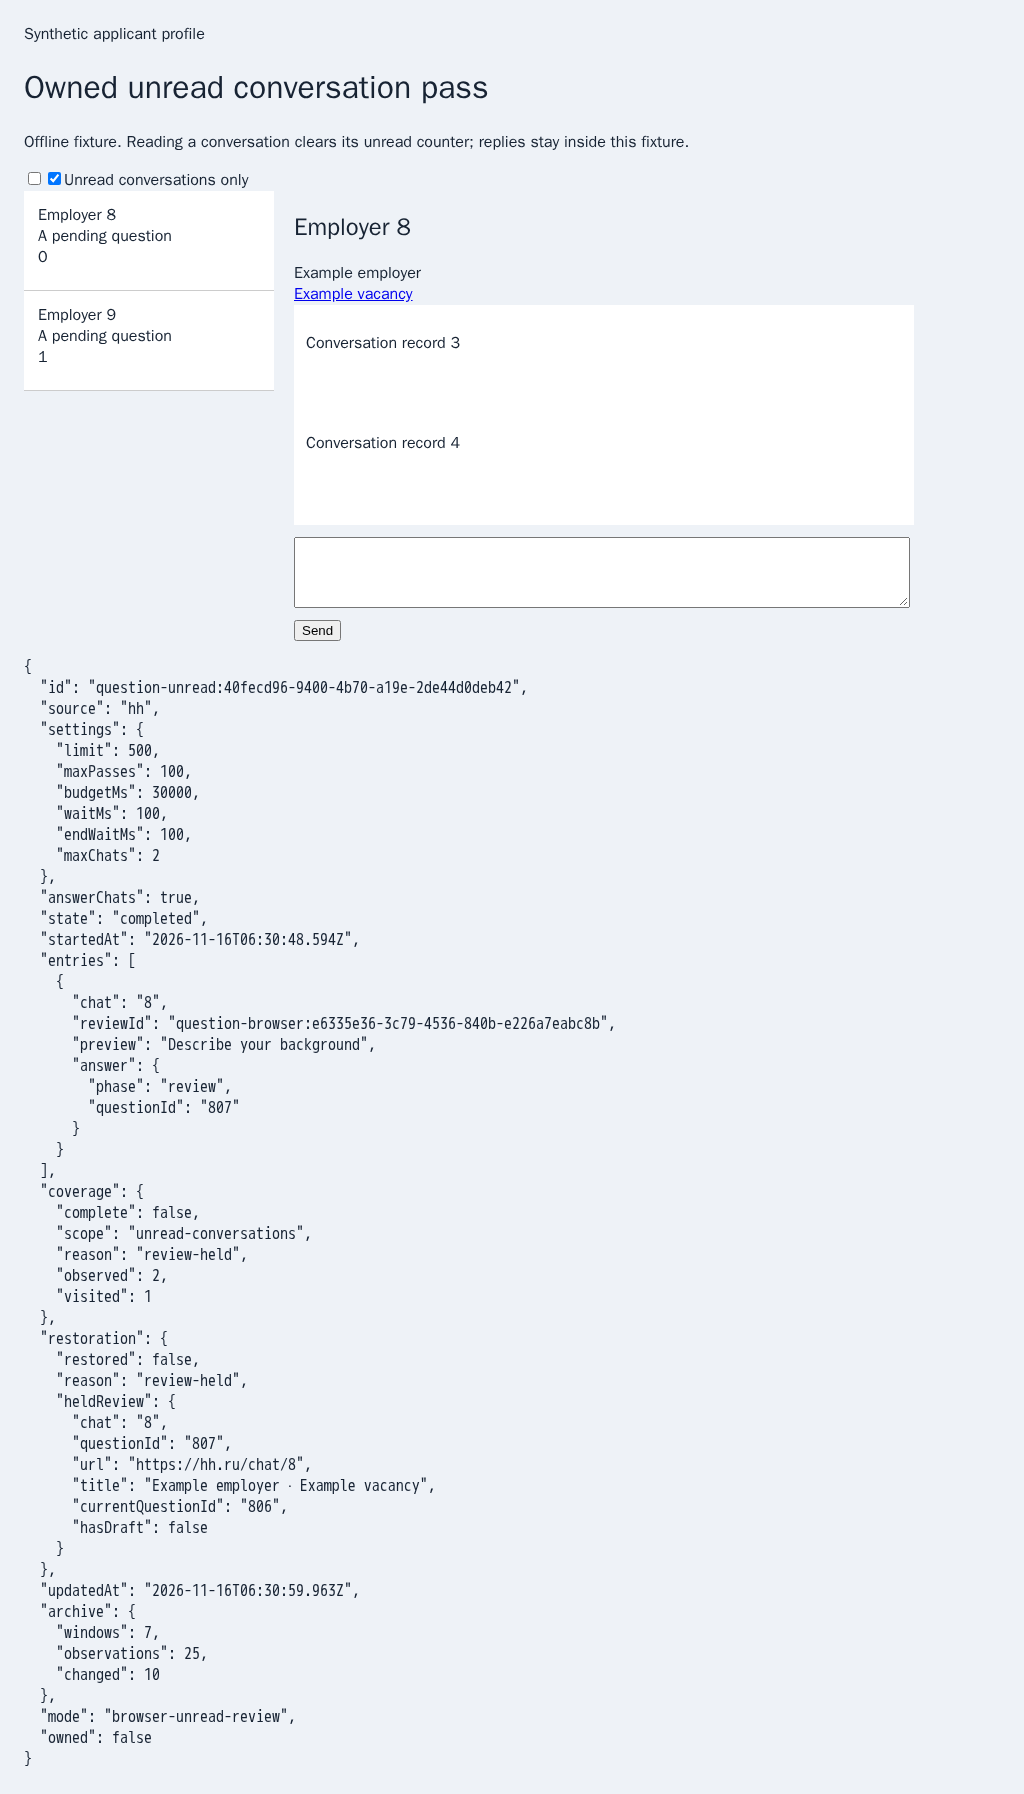 Synthetic applicant profile
Owned unread conversation pass
Offline fixture. Reading a conversation clears its unread counter; replies stay inside this fixture.
Unread conversations only
Employer 8
A pending question
0
Employer 9
A pending question
1
Employer 8
Example employer
Example vacancy
Conversation record 3
Conversation record 4
Send
{
  "id": "question-unread:40fecd96-9400-4b70-a19e-2de44d0deb42",
  "source": "hh",
  "settings": {
    "limit": 500,
    "maxPasses": 100,
    "budgetMs": 30000,
    "waitMs": 100,
    "endWaitMs": 100,
    "maxChats": 2
  },
  "answerChats": true,
  "state": "completed",
  "startedAt": "2026-11-16T06:30:48.594Z",
  "entries": [
    {
      "chat": "8",
      "reviewId": "question-browser:e6335e36-3c79-4536-840b-e226a7eabc8b",
      "preview": "Describe your background",
      "answer": {
        "phase": "review",
        "questionId": "807"
      }
    }
  ],
  "coverage": {
    "complete": false,
    "scope": "unread-conversations",
    "reason": "review-held",
    "observed": 2,
    "visited": 1
  },
  "restoration": {
    "restored": false,
    "reason": "review-held",
    "heldReview": {
      "chat": "8",
      "questionId": "807",
      "url": "https://hh.ru/chat/8",
      "title": "Example employer · Example vacancy",
      "currentQuestionId": "806",
      "hasDraft": false
    }
  },
  "updatedAt": "2026-11-16T06:30:59.963Z",
  "archive": {
    "windows": 7,
    "observations": 25,
    "changed": 10
  },
  "mode": "browser-unread-review",
  "owned": false
}